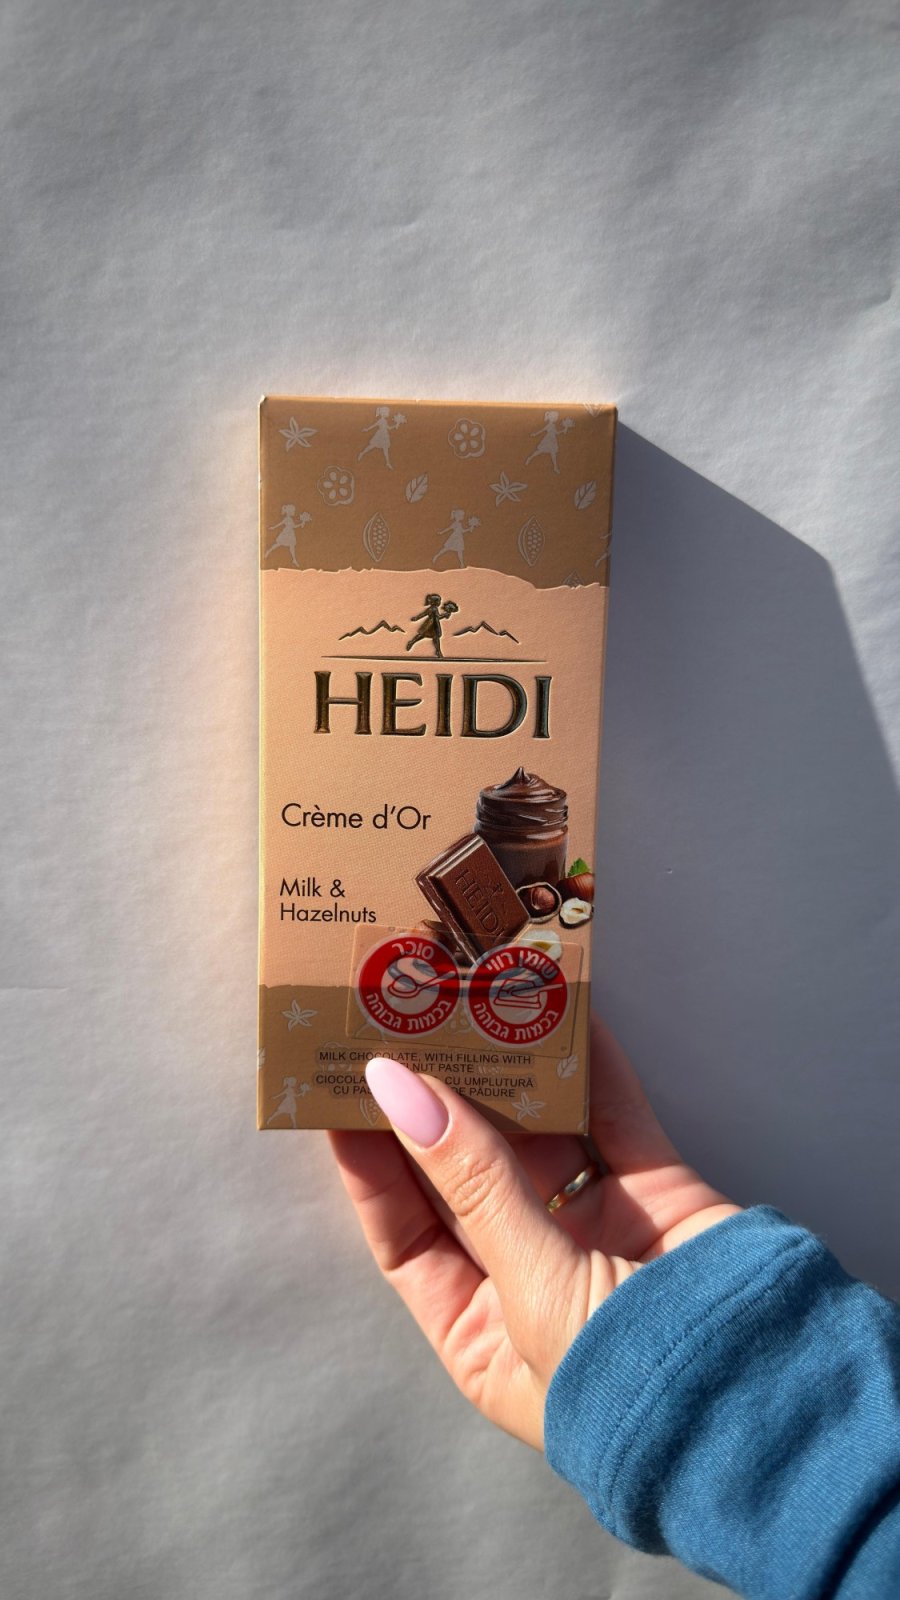 HEIDI
Crème d'Or
HEIDI
Milk &
Hazelnuts
סוכר
בכמות גבוהה
שומן רווי
בכמות גבוהה
MILK CHOCOLATE, WITH FILLING WITH
NUT PASTE
CU UMPLUTURĂ
CU DE PĂDURE